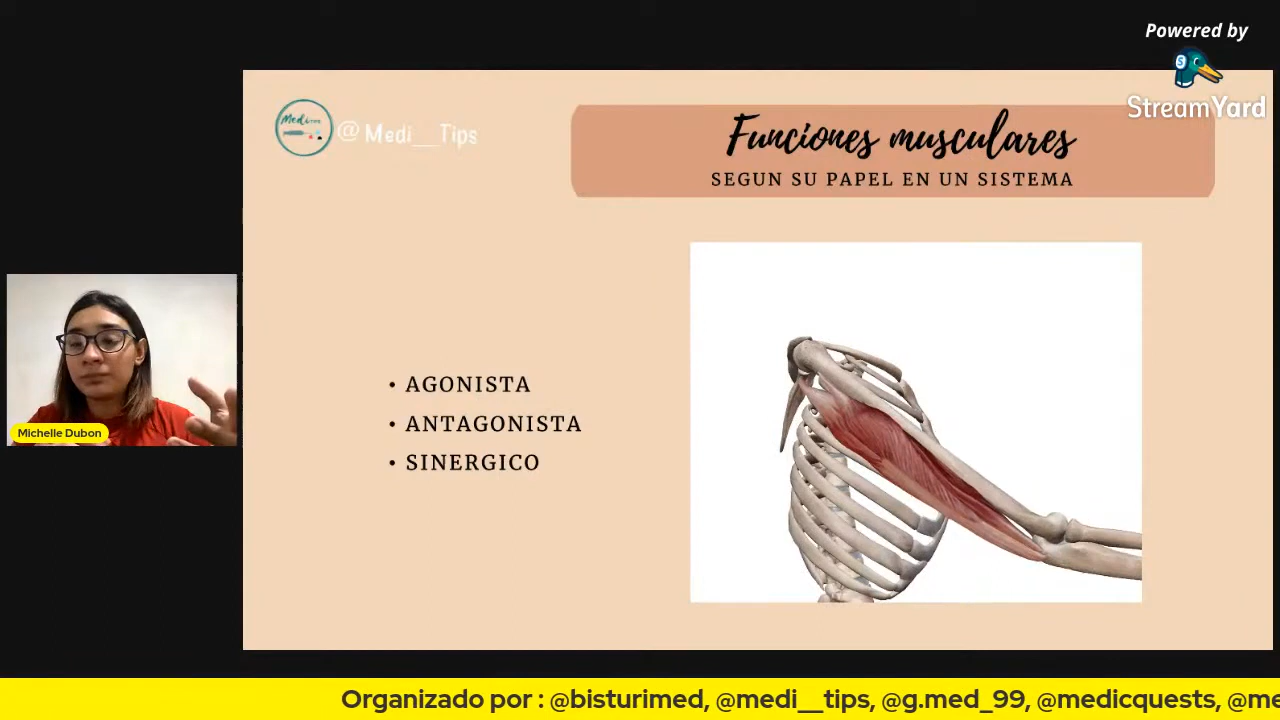 Powered by
StreamYard
Medi
@ Medi__Tips
Funciones musculares
SEGUN SU PAPEL EN UN SISTEMA
• AGONISTA
• ANTAGONISTA
• SINERGICO
Michelle Dubon
Organizado por : @bisturimed, @medi__tips, @g.med_99, @medicquests, @me